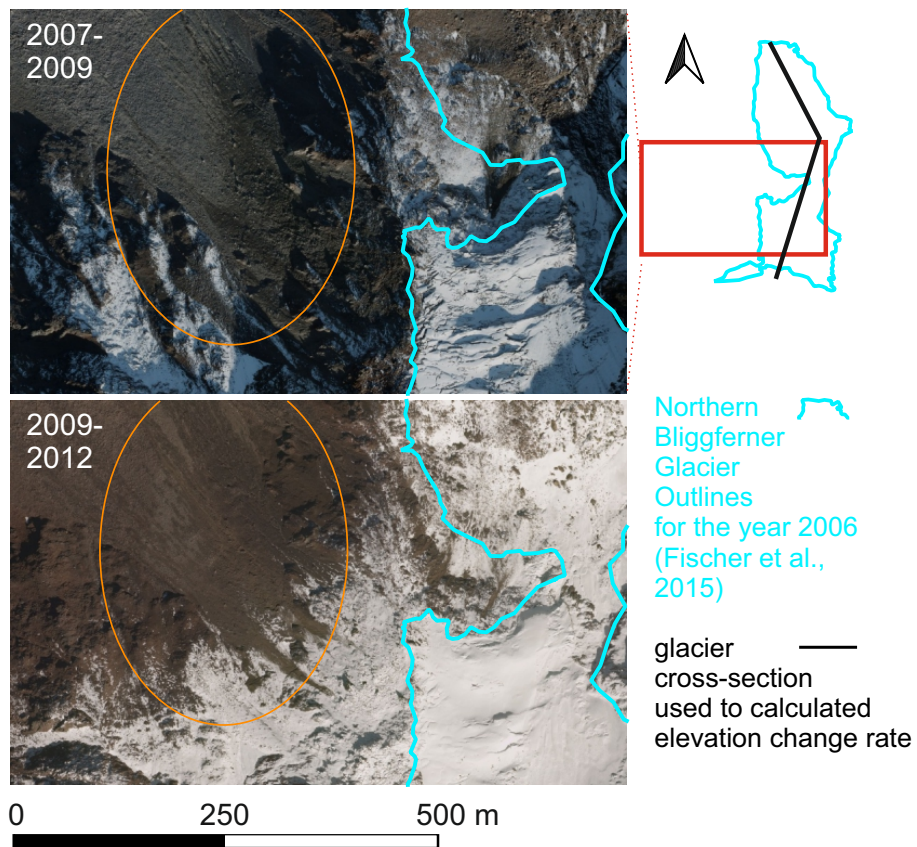 2007-
2009
2009-
2012
Northern
Bliggferner
Glacier
Outlines
for the year 2006
(Fischer et al.,
2015)
glacier
cross-section
used to calculated
elevation change rate
0 250 500 m